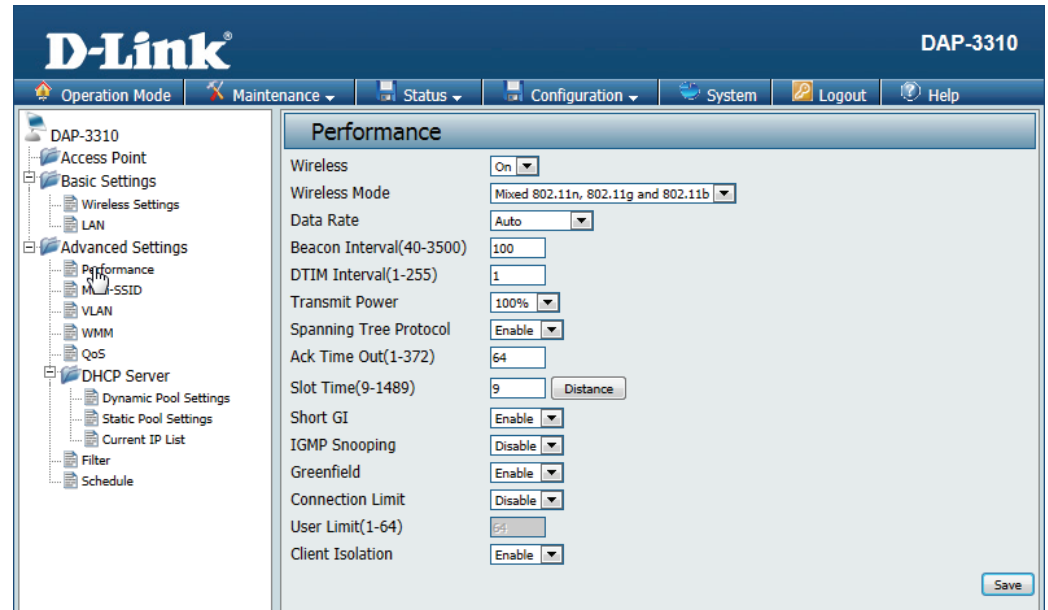 D-Link®
DAP-3310
Operation Mode
Maintenance
Status
Configuration
System
Logout
Help
DAP-3310
Access Point
Basic Settings
Wireless Settings
LAN
Advanced Settings
Performance
Multi-SSID
VLAN
WMM
QoS
DHCP Server
Dynamic Pool Settings
Static Pool Settings
Current IP List
Filter
Schedule
Performance
Wireless On
Wireless Mode Mixed 802.11n, 802.11g and 802.11b
Data Rate Auto
Beacon Interval(40-3500) 100
DTIM Interval(1-255) 1
Transmit Power 100%
Spanning Tree Protocol Enable
Ack Time Out(1-372) 64
Slot Time(9-1489) 9 Distance
Short GI Enable
IGMP Snooping Disable
Greenfield Enable
Connection Limit Disable
User Limit(1-64) 64
Client Isolation Enable
Save